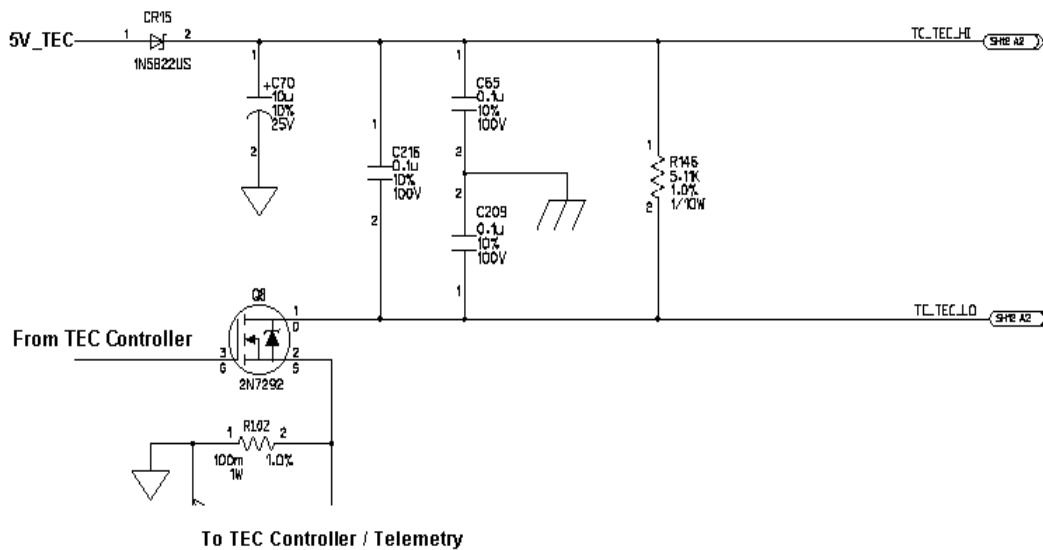 CR15
5V_TEC
1
2
1N5822US
TC_TEC_HI
SH12 A2
1
+C70
10u
10%
25V
2
1
C216
0.1u
10%
100V
2
1
C65
0.1u
10%
100V
2
2
C209
0.1u
10%
100V
1
1
R146
5.11K
1.0%
1/10W
2
Q8
1
D
TC_TEC_LO
SH12 A2
From TEC Controller
3
G
2
S
2N7292
1
R102
2
100m
1.0%
1W
To TEC Controller / Telemetry